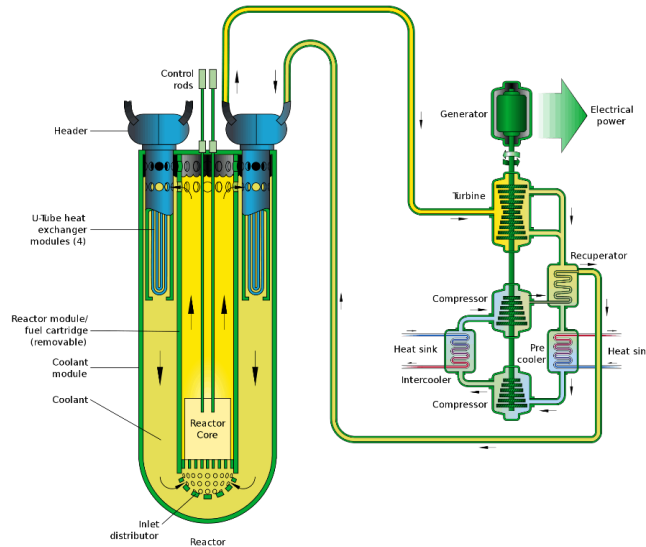 Control
rods
Header
Generator
Electrical
power
U-Tube heat
exchanger
modules (4)
Turbine
Recuperator
Reactor module/
fuel cartridge
(removable)
Compressor
Heat sink
Pre
cooler
Heat sin
Coolant
module
Intercooler
Coolant
Compressor
Reactor
Core
Inlet
distributor
Reactor